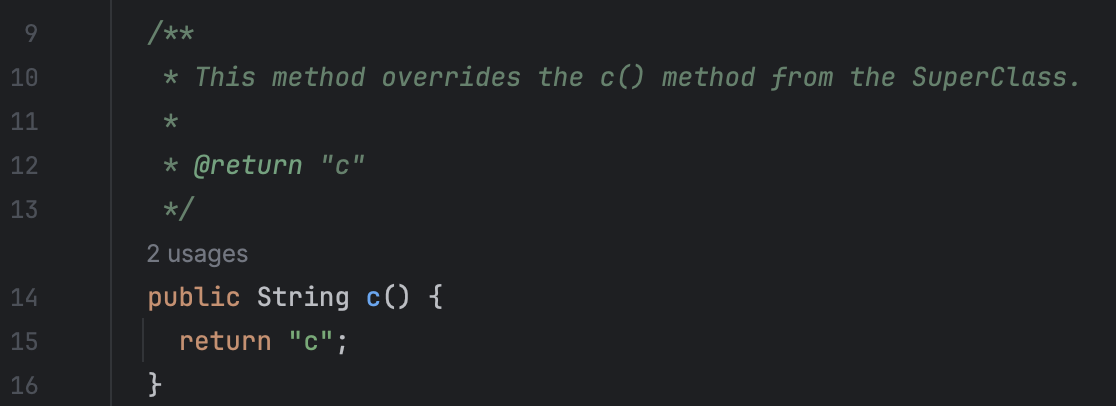 9 /**
10 * This method overrides the c() method from the SuperClass.
11 *
12 * @return "c"
13 */
2 usages
14 public String c() {
15 return "c";
16 }